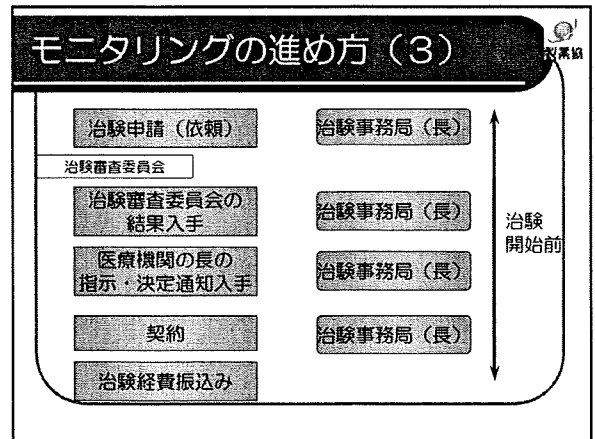 モニタリングの進め方（3）
製薬協
治験申請（依頼）
治験事務局（長）
治験審査委員会
治験審査委員会の
結果入手
治験事務局（長）
医療機関の長の
指示・決定通知入手
治験事務局（長）
契約
治験事務局（長）
治験経費振込み
治験
開始前